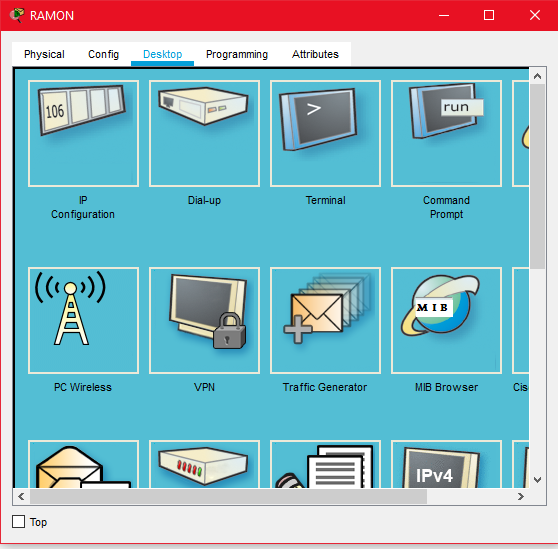 RAMON
Physical Config Desktop Programming Attributes
106 > run
IP Configuration
Dial-up
Terminal
Command Prompt
MIB
PC Wireless
VPN
Traffic Generator
MIB Browser
Cisc
IPv4
Top